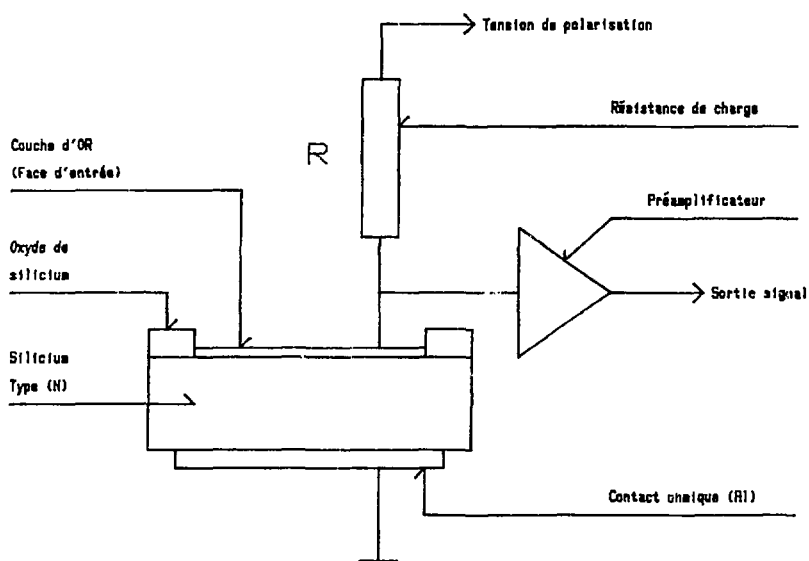 Tension de polarisation
Résistance de charge
R
Couche d'OR
(Face d'entrée)
Préamplificateur
Oxyde de
silicium
Sortie signal
Silicium
Type (N)
Contact ohmique (Al)